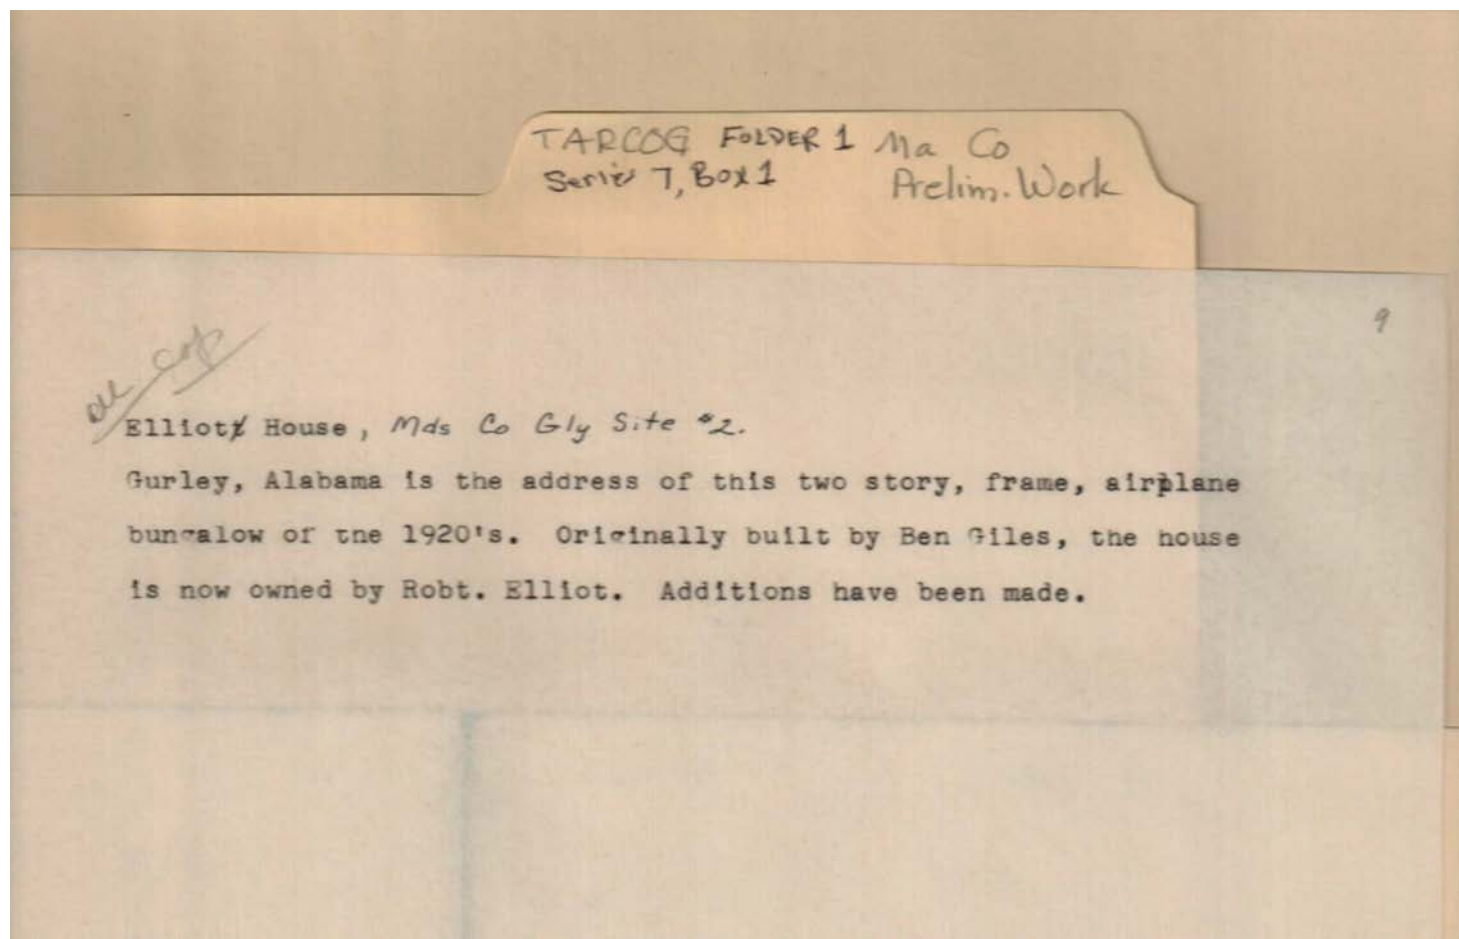 TARCOG FOLDER 1 Ma Co
Series 7, Box 1 Prelim. Work
9
Elliot House, Mds Co Gly Site #2.
Gurley, Alabama is the address of this two story, frame, airplane
bungalow of the 1920's. Originally built by Ben Giles, the house
is now owned by Robt. Elliot. Additions have been made.